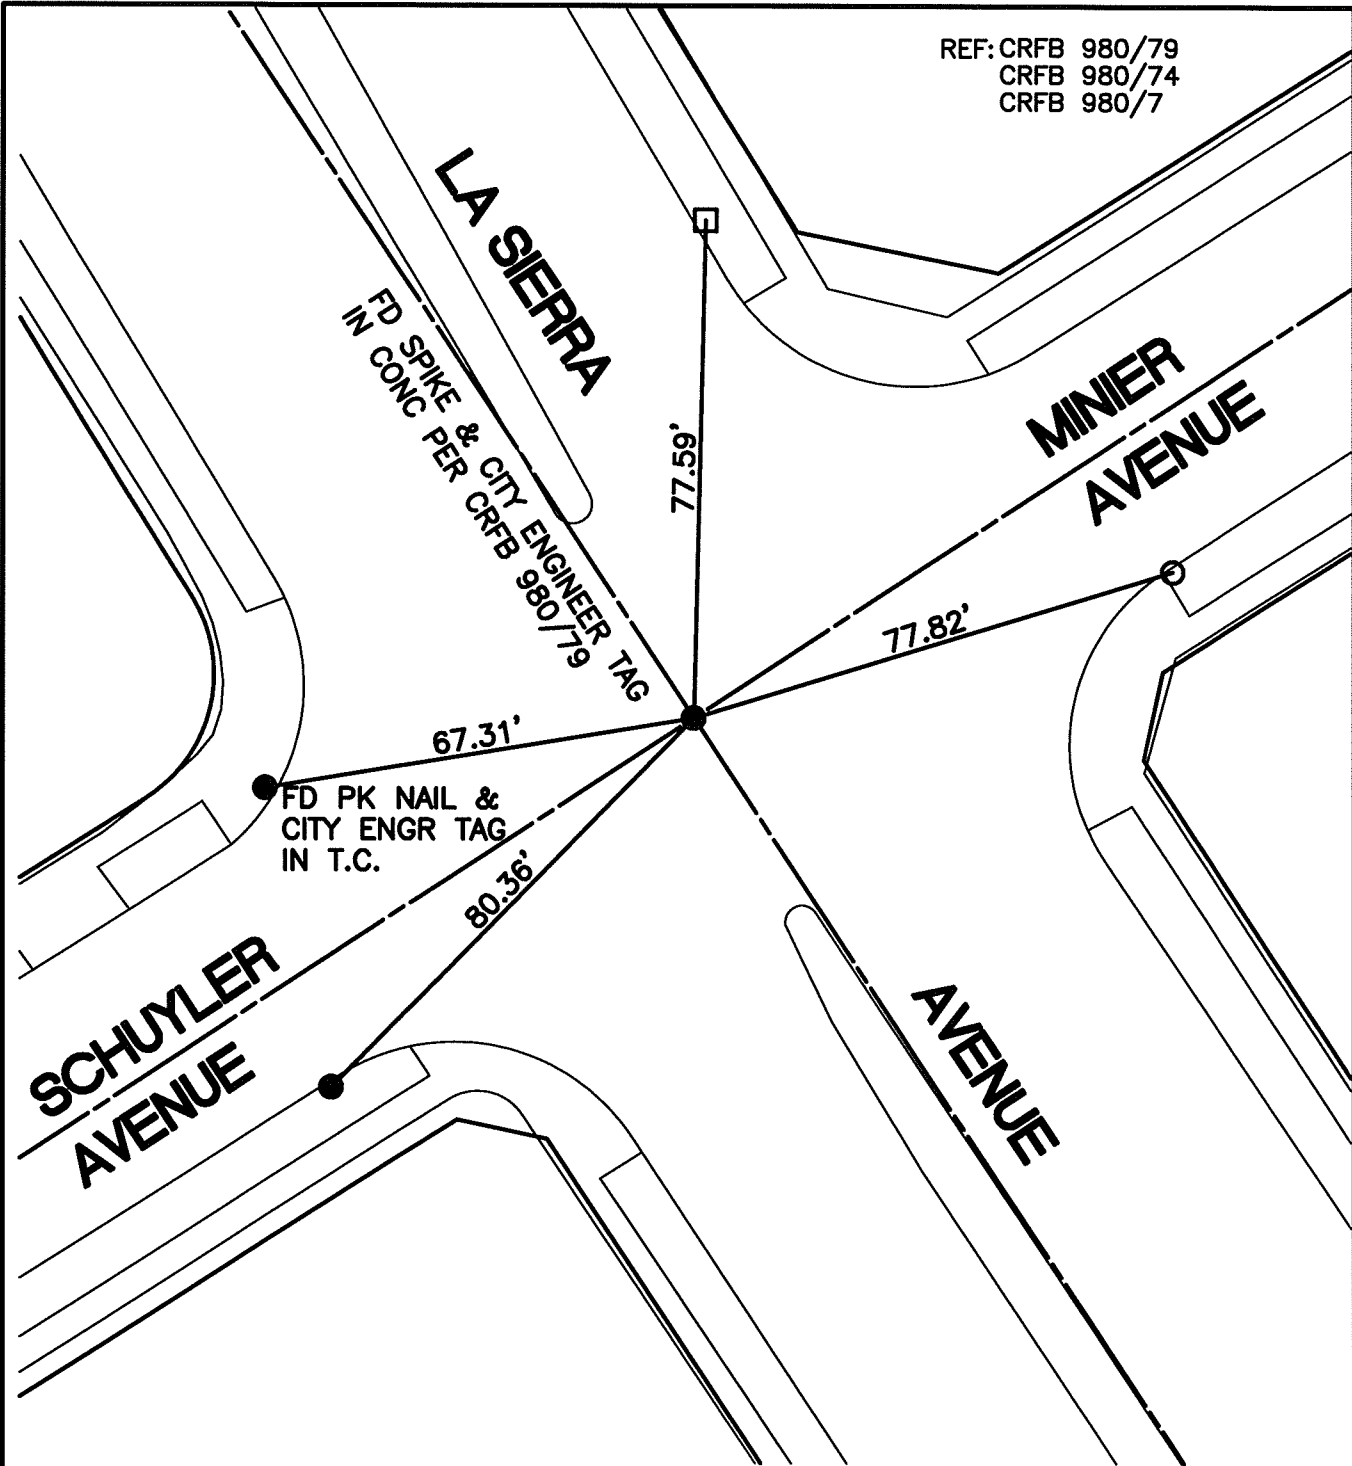 REF: CRFB 980/79
CRFB 980/74
CRFB 980/7
LA SIERRA
FD SPIKE & CITY ENGINEER TAG
IN CONC PER CRFB 980/79
MINIER
AVENUE
77.59'
77.82'
67.31'
FD PK NAIL &
CITY ENGR TAG
IN T.C.
80.36'
SCHUYLER
AVENUE
AVENUE